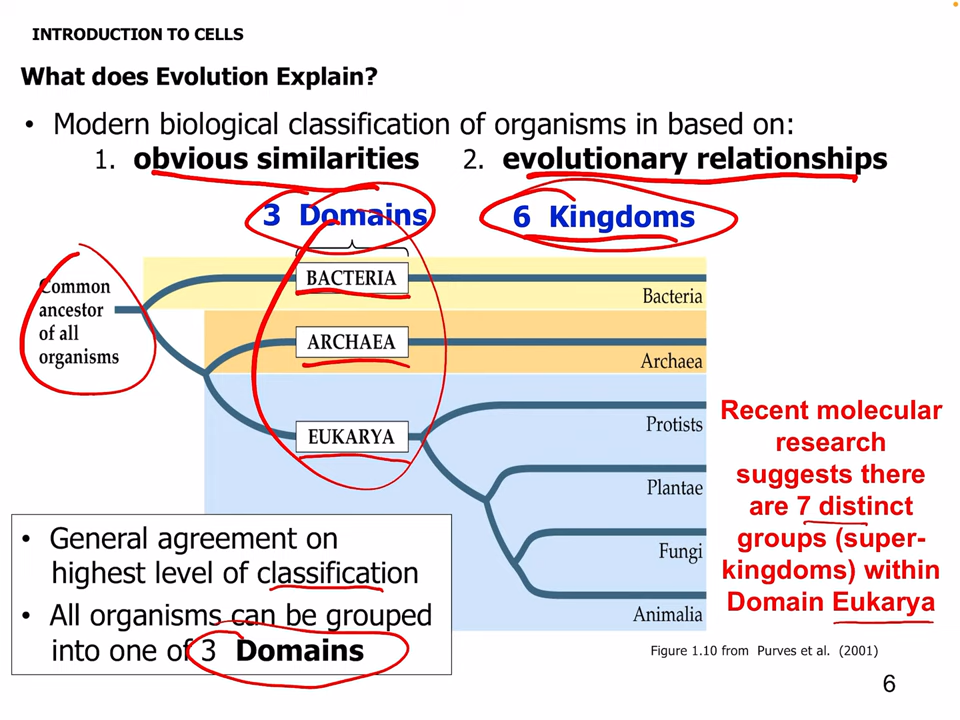 INTRODUCTION TO CELLS
What does Evolution Explain?
• Modern biological classification of organisms in based on:
1. obvious similarities 2. evolutionary relationships
3 Domains 6 Kingdoms
Common
ancestor
of all
organisms
BACTERIA
Bacteria
ARCHAEA
Archaea
EUKARYA
Protists
Plantae
Fungi
Animalia
Recent molecular
research
suggests there
are 7 distinct
groups (super-
kingdoms) within
Domain Eukarya
• General agreement on
highest level of classification
• All organisms can be grouped
into one of 3 Domains
Figure 1.10 from Purves et al. (2001)
6